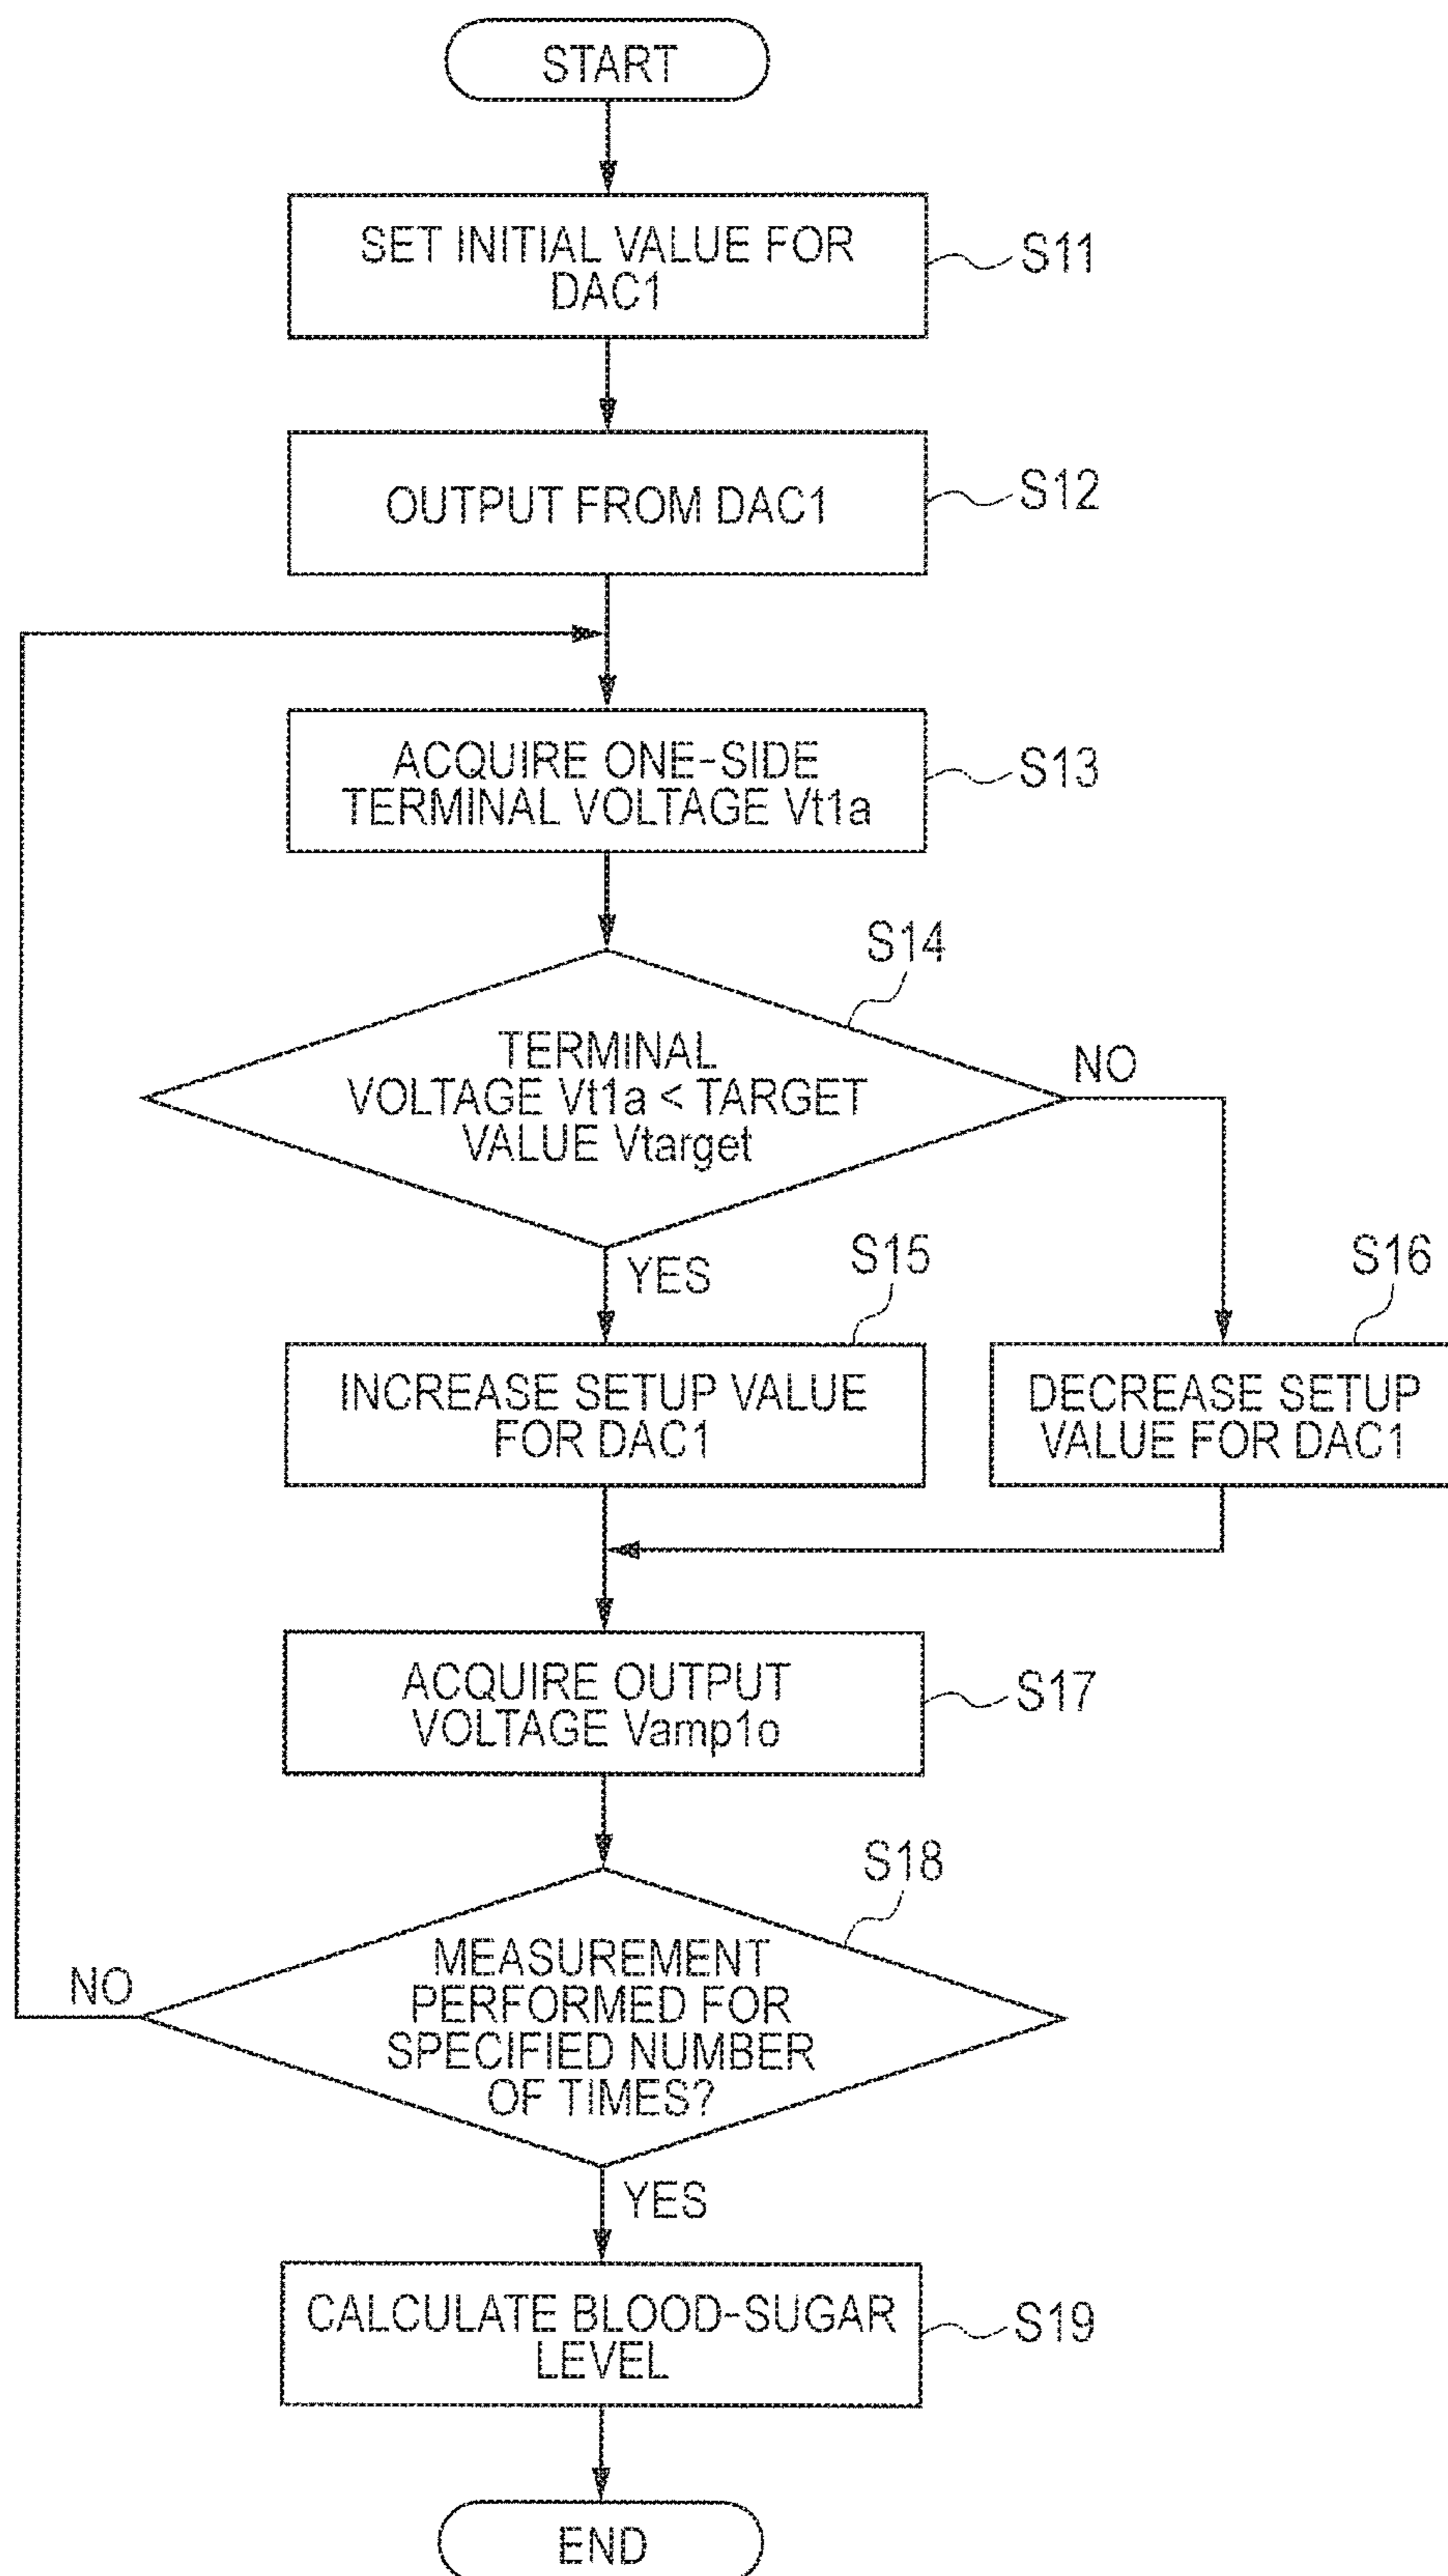 START
SET INITIAL VALUE FOR
DAC1
S11
OUTPUT FROM DAC1
S12
ACQUIRE ONE-SIDE
TERMINAL VOLTAGE Vt1a
S13
S14
TERMINAL
VOLTAGE Vt1a < TARGET
VALUE Vtarget
NO
YES
S15
INCREASE SETUP VALUE
FOR DAC1
S16
DECREASE SETUP
VALUE FOR DAC1
ACQUIRE OUTPUT
VOLTAGE Vamp1o
S17
S18
MEASUREMENT
PERFORMED FOR
SPECIFIED NUMBER
OF TIMES?
NO
YES
CALCULATE BLOOD-SUGAR
LEVEL
S19
END